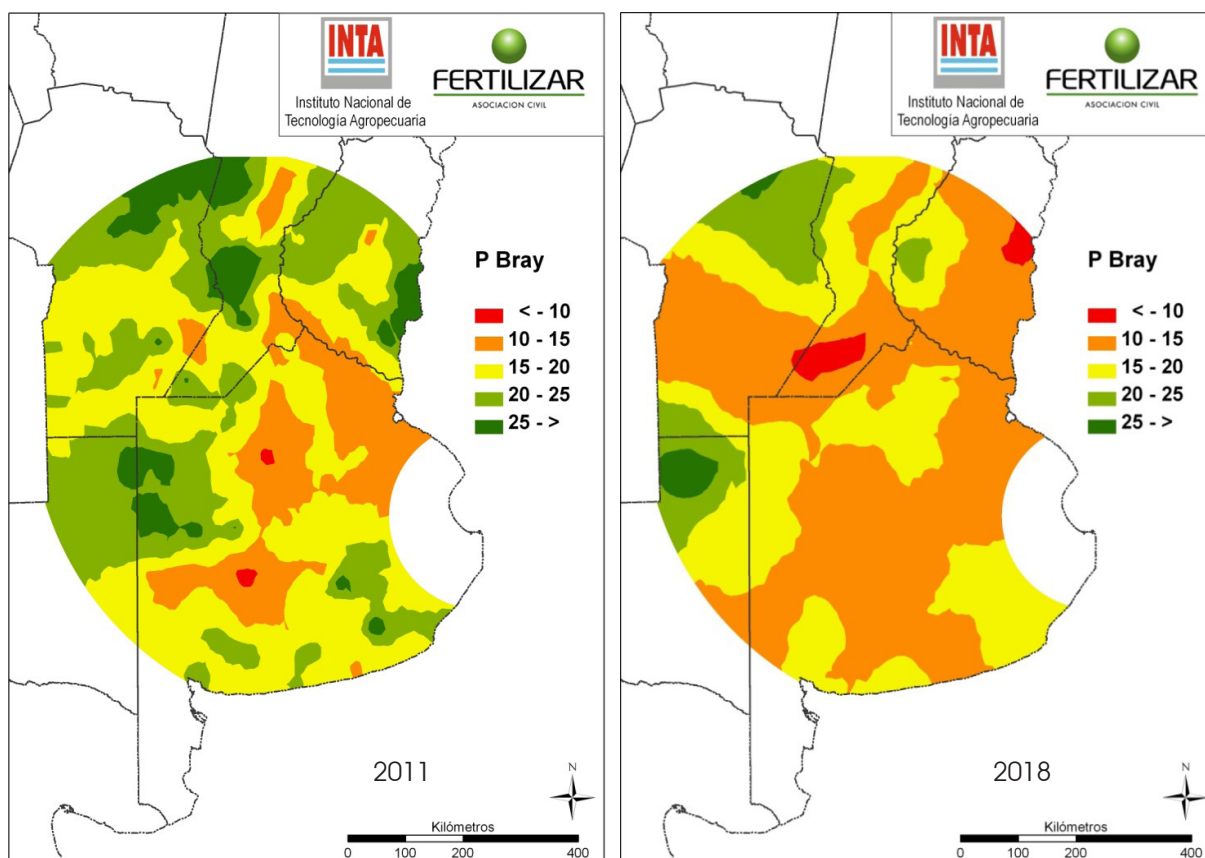 INTA
Instituto Nacional de
Tecnología Agropecuaria
FERTILIZAR
ASOCIACION CIVIL
P Bray
< - 10
10 - 15
15 - 20
20 - 25
25 - >
2011
N
Kilómetros
0 100 200 400
INTA
Instituto Nacional de
Tecnología Agropecuaria
FERTILIZAR
ASOCIACION CIVIL
P Bray
< - 10
10 - 15
15 - 20
20 - 25
25 - >
2018
N
Kilómetros
0 100 200 400